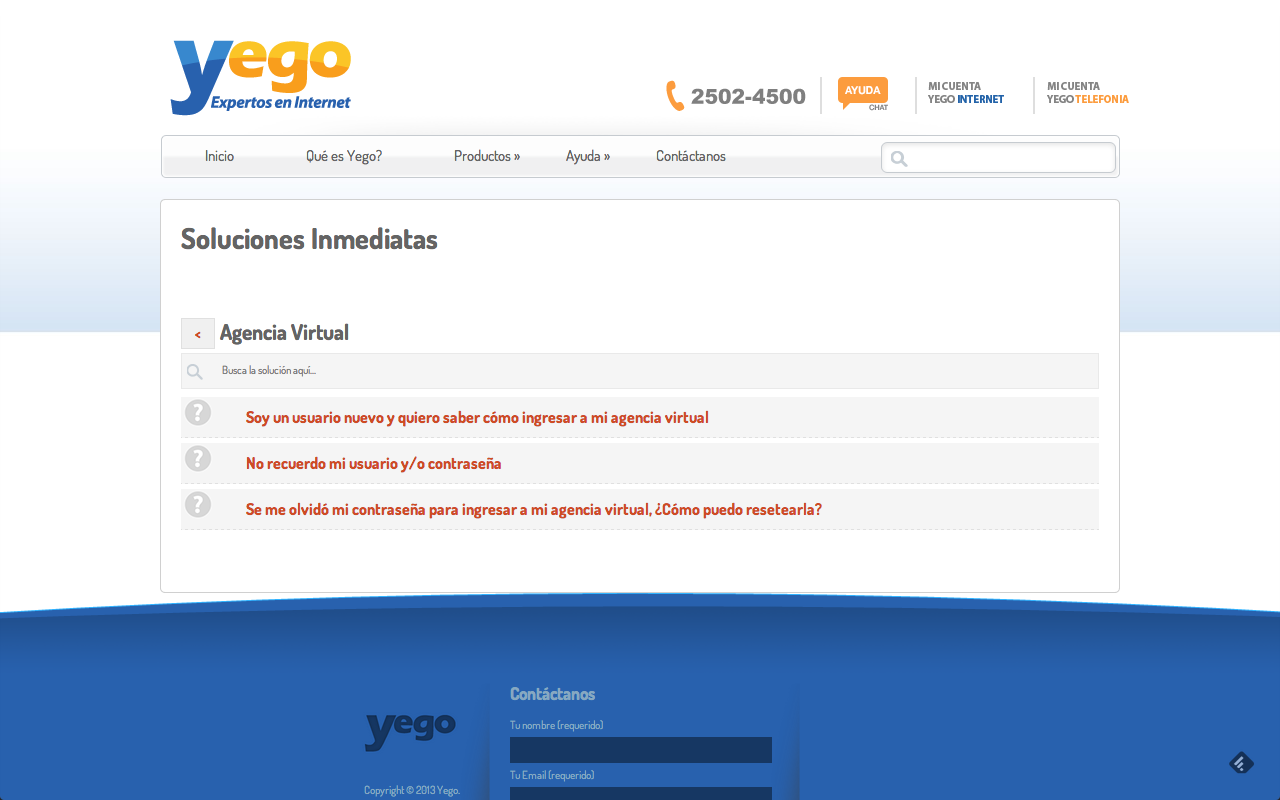 yego
Expertos en Internet
2502-4500
AYUDA
CHAT
MI CUENTA
YEGO INTERNET
MI CUENTA
YEGO TELEFONIA
Inicio
Qué es Yego?
Productos »
Ayuda »
Contáctanos
Soluciones Inmediatas
< Agencia Virtual
Busca la solución aquí...
? Soy un usuario nuevo y quiero saber cómo ingresar a mi agencia virtual
? No recuerdo mi usuario y/o contraseña
? Se me olvidó mi contraseña para ingresar a mi agencia virtual, ¿Cómo puedo resetearla?
Contáctanos
yego
Tu nombre (requerido)
Tu Email (requerido)
Copyright © 2013 Yego.